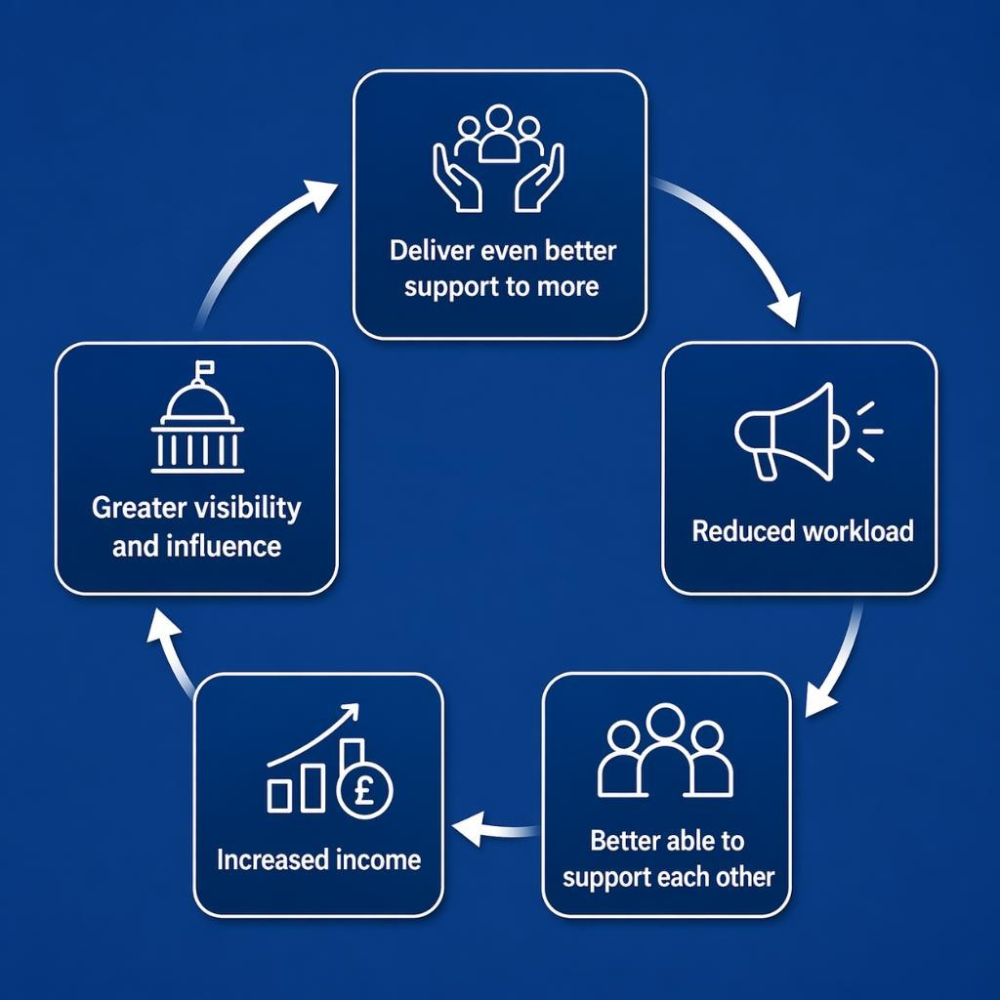 Deliver even better
support to more
Reduced workload
Better able to
support each other
£
Increased income
Greater visibility
and influence